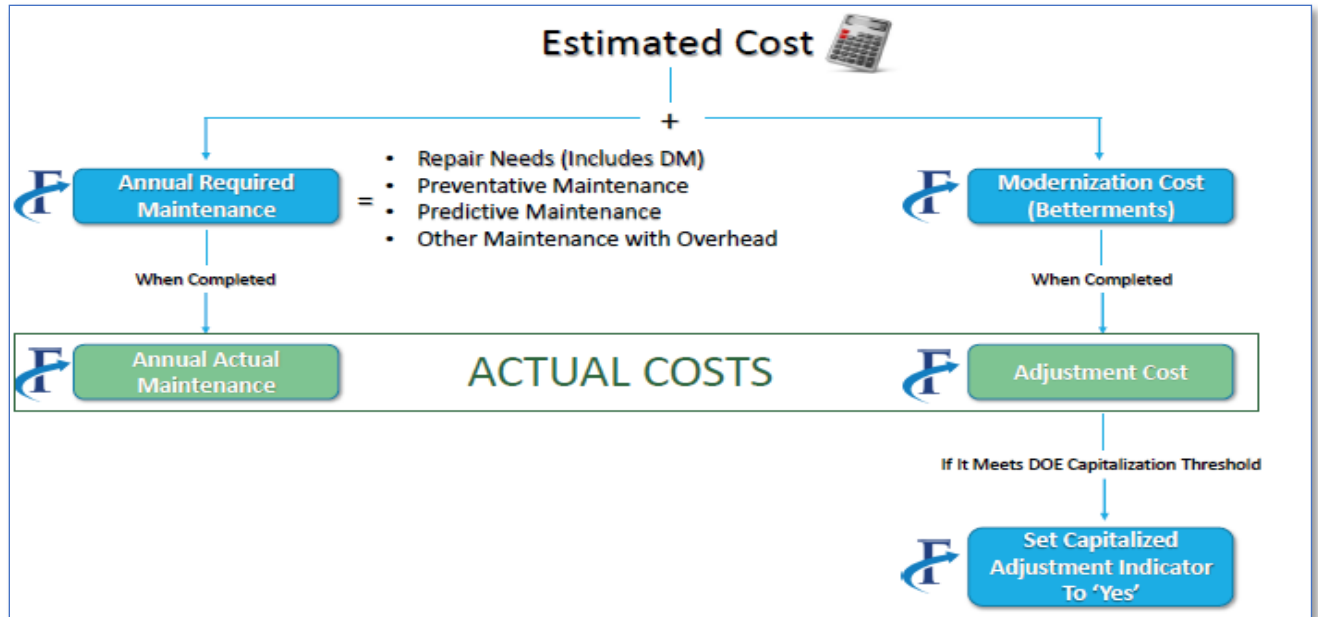 Estimated Cost
+
F
Annual Required
Maintenance
=
• Repair Needs (Includes DM)
• Preventative Maintenance
• Predictive Maintenance
• Other Maintenance with Overhead
F
Modernization Cost
(Betterments)
When Completed
When Completed
F
Annual Actual
Maintenance
ACTUAL COSTS
F
Adjustment Cost
If It Meets DOE Capitalization Threshold
F
Set Capitalized
Adjustment Indicator
To ‘Yes’